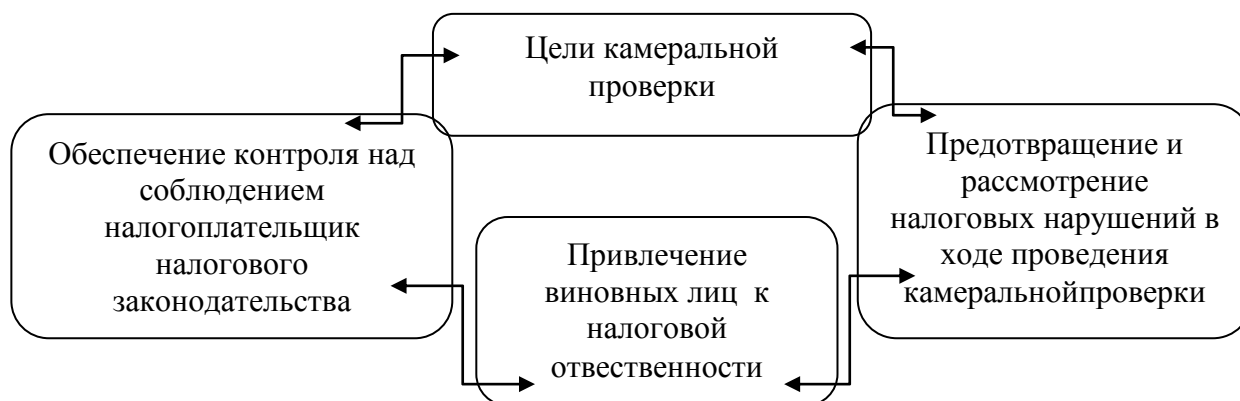 Цели камеральной
проверки
Обеспечение контроля над
соблюдением
налогоплательщик
налогового
законодательства
Предотвращение и
рассмотрение
налоговых нарушений в
ходе проведения
камеральнойпроверки
Привлечение
виновных лиц к
налоговой
отвественности